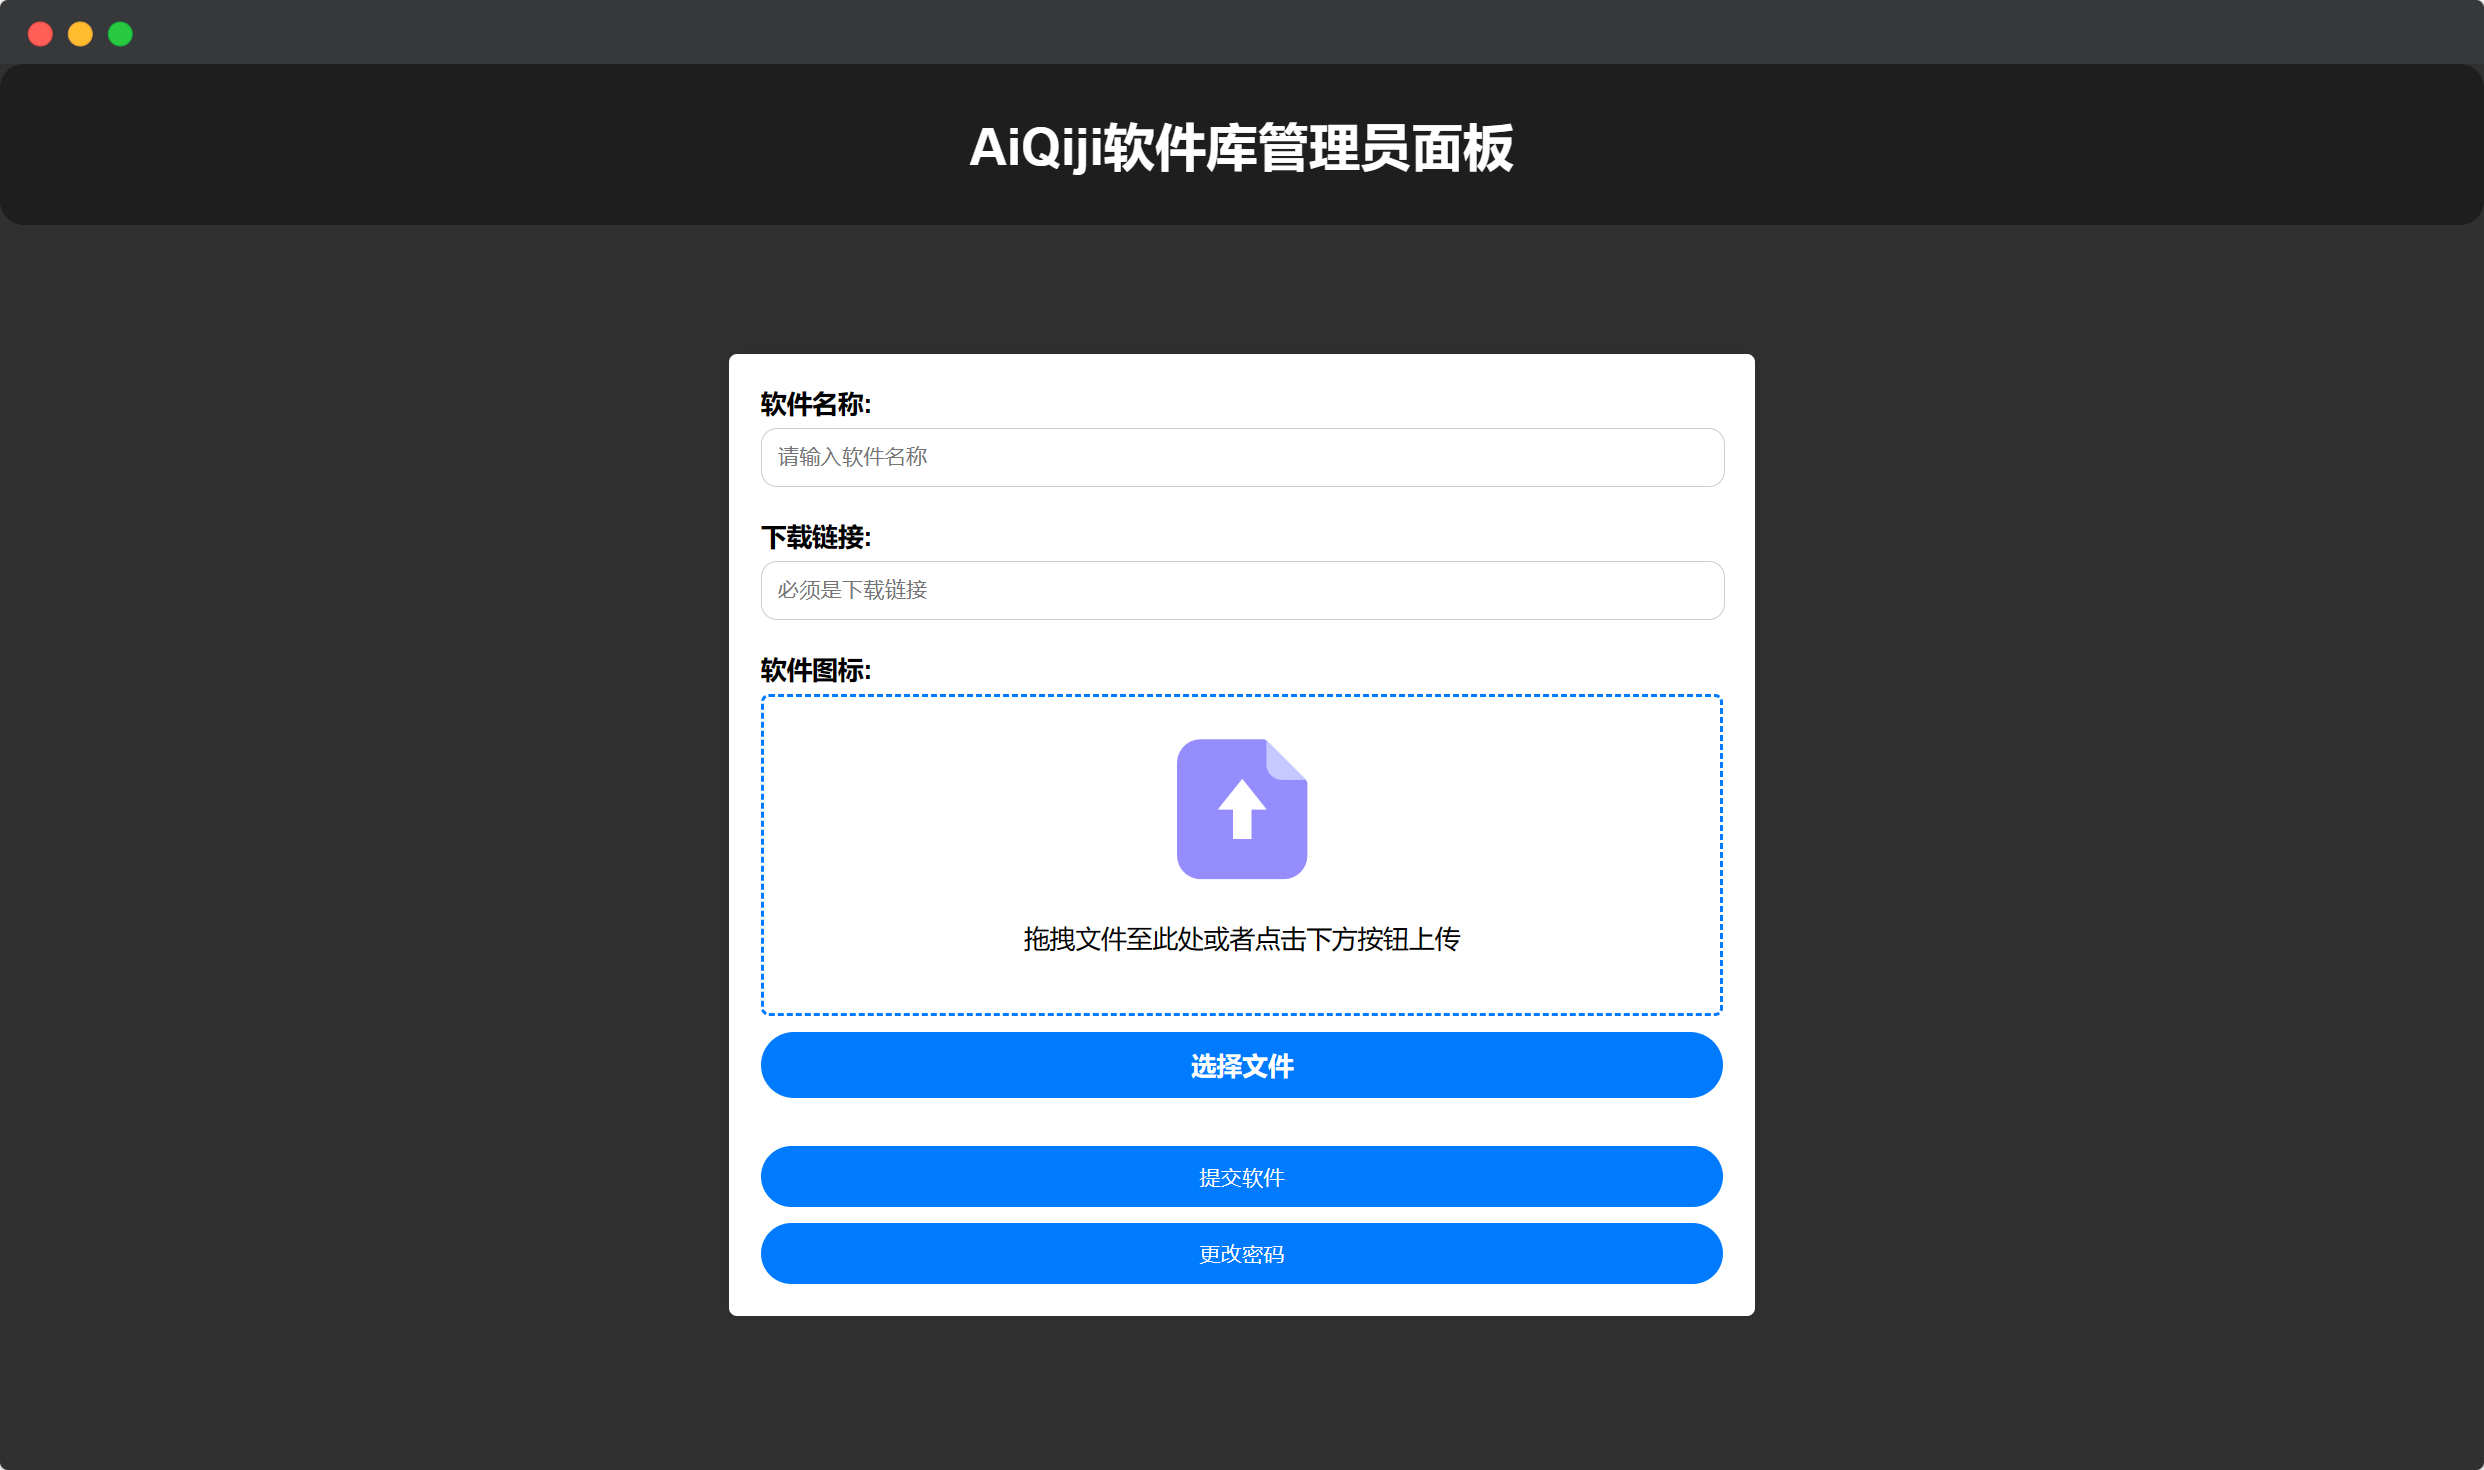 AiQiji软件库管理员面板
软件名称:
请输入软件名称
下载链接:
必须是下载链接
软件图标:
拖拽文件至此处或者点击下方按钮上传
选择文件
提交软件
更改密码